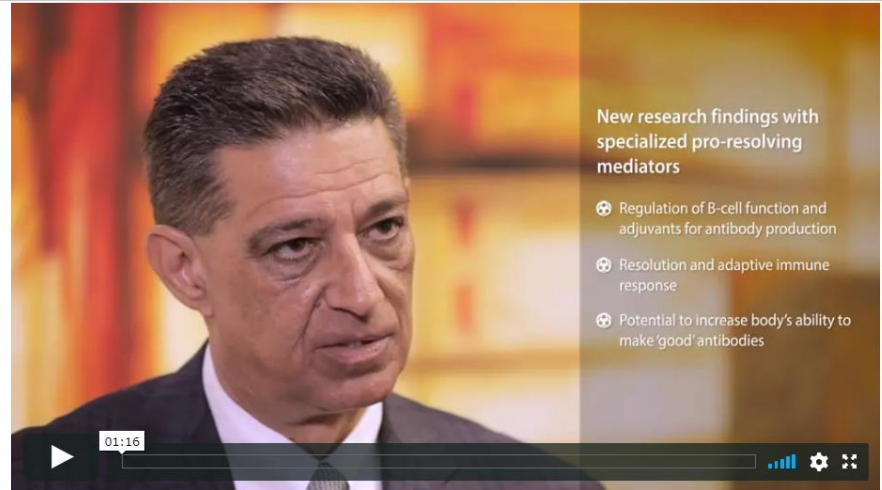 New research findings with
specialized pro-resolving
mediators
Regulation of B-cell function and
adjuvants for antibody production
Resolution and adaptive immune
response
Potential to increase body's ability to
make 'good' antibodies
01:16